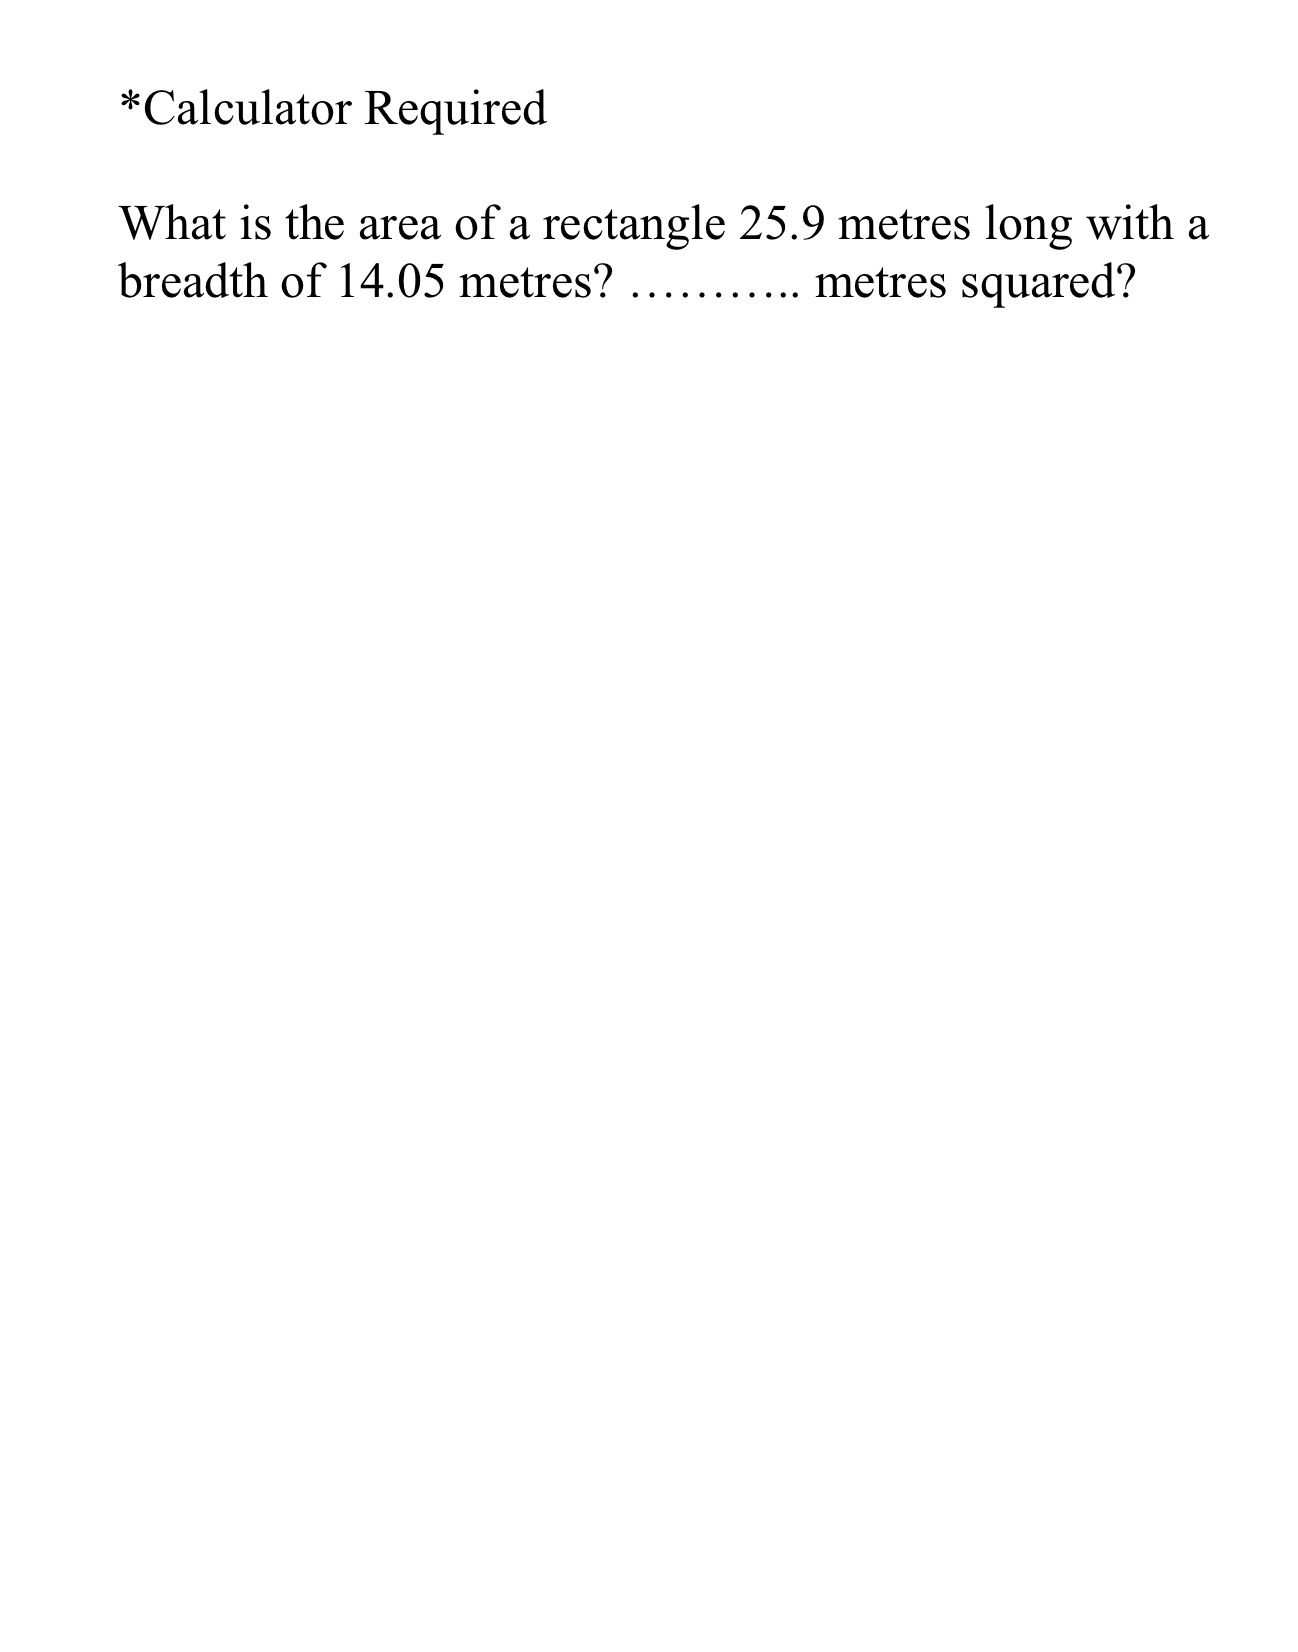 *Calculator Required
What is the area of a rectangle 25.9 metres long with a
breadth of 14.05 metres? ……….. metres squared?